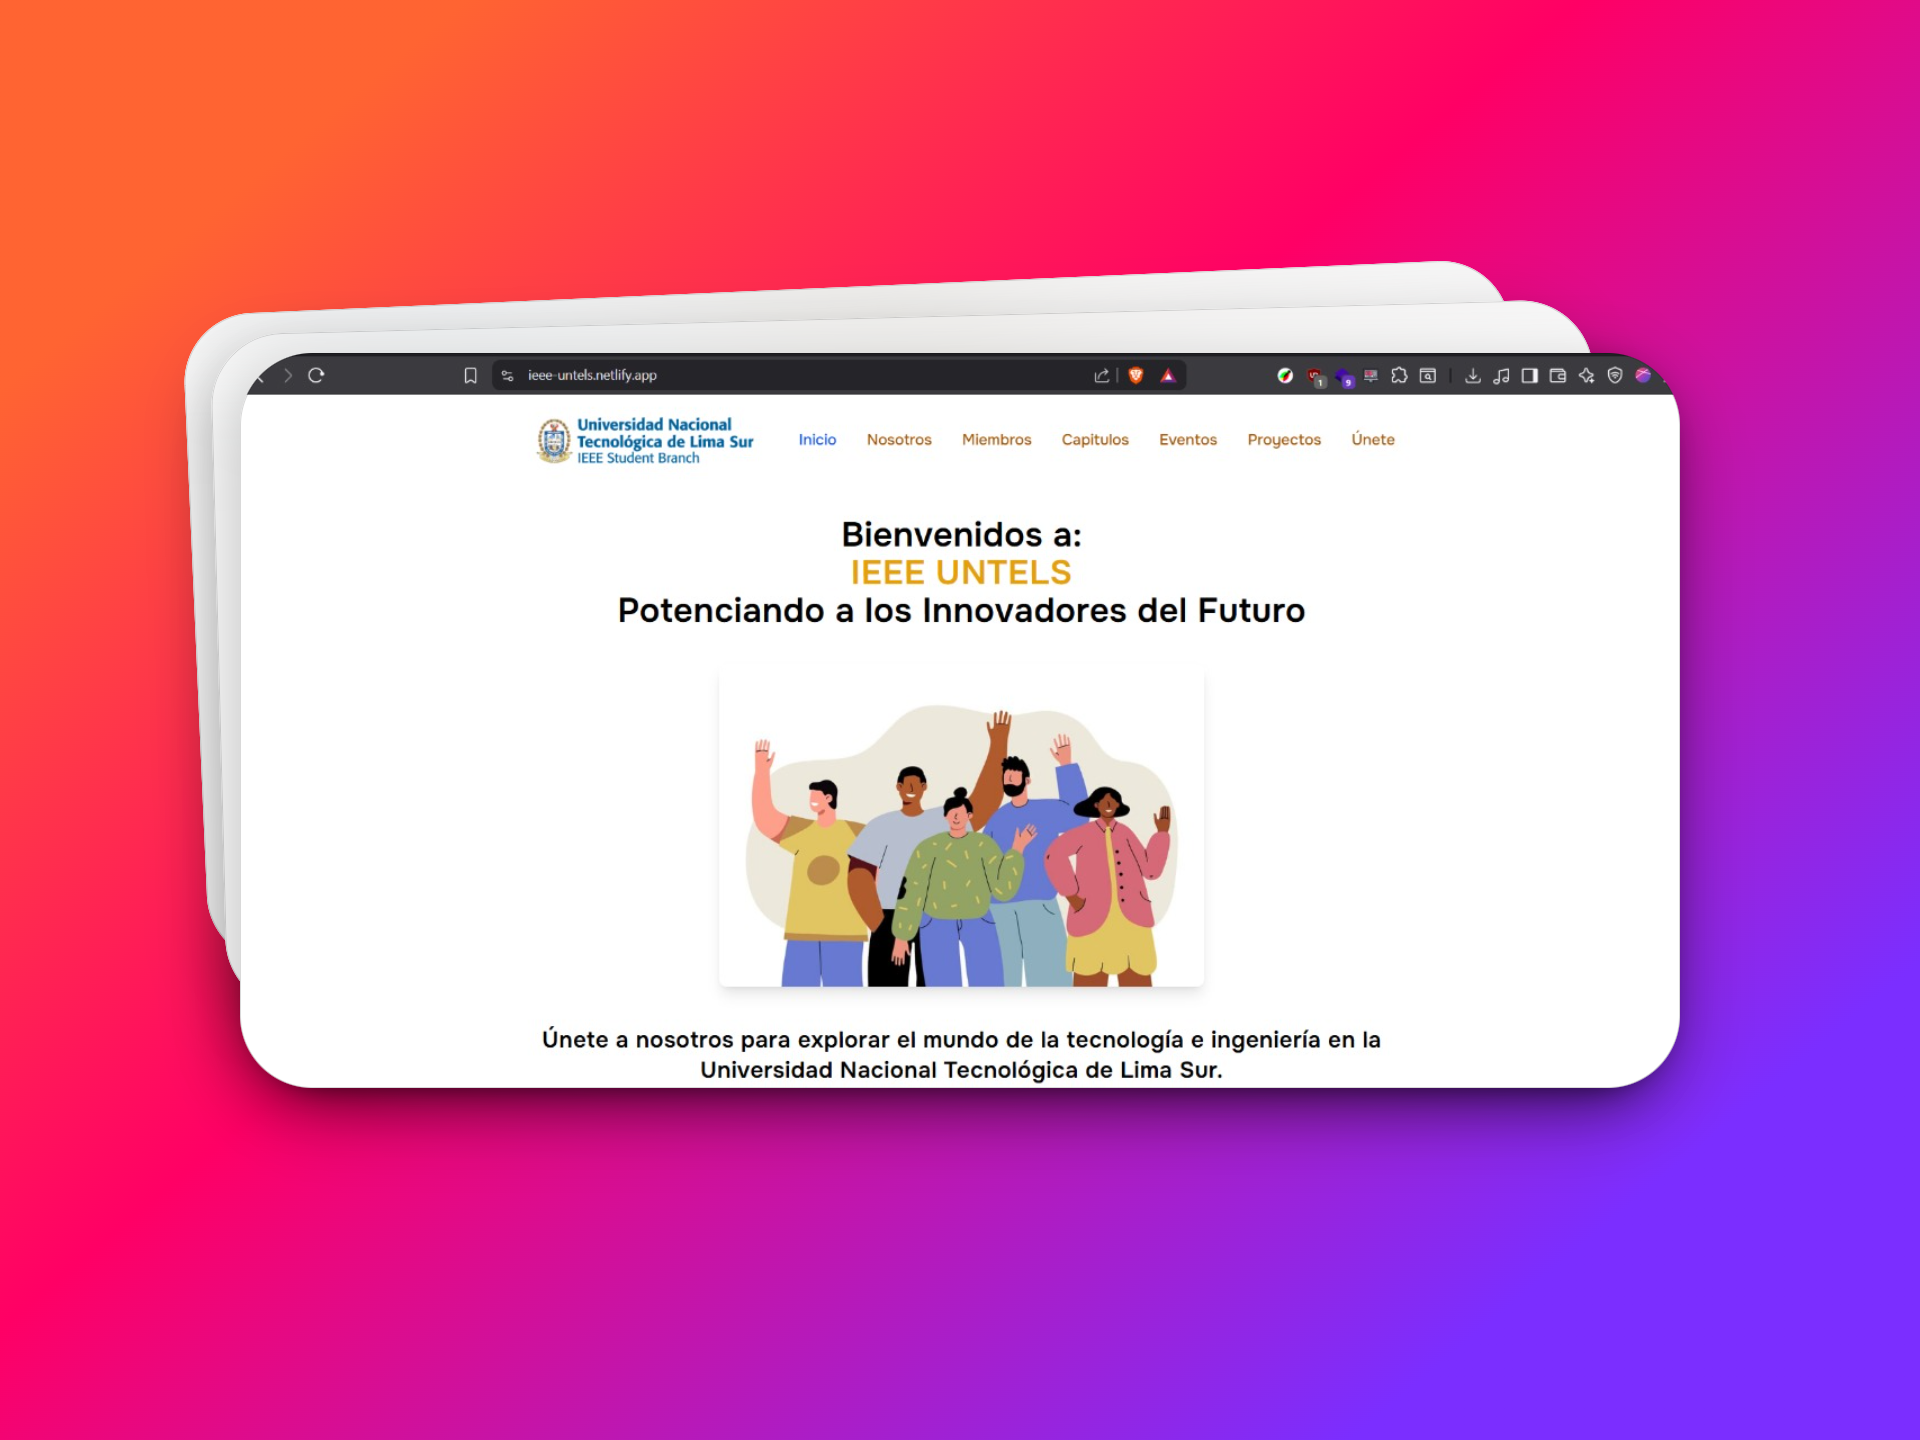 ieee-untels.netlify.app
1
9
Universidad Nacional
Tecnológica de Lima Sur
IEEE Student Branch
Inicio
Nosotros
Miembros
Capitulos
Eventos
Proyectos
Únete
Bienvenidos a:
IEEE UNTELS
Potenciando a los Innovadores del Futuro
Únete a nosotros para explorar el mundo de la tecnología e ingeniería en la
Universidad Nacional Tecnológica de Lima Sur.